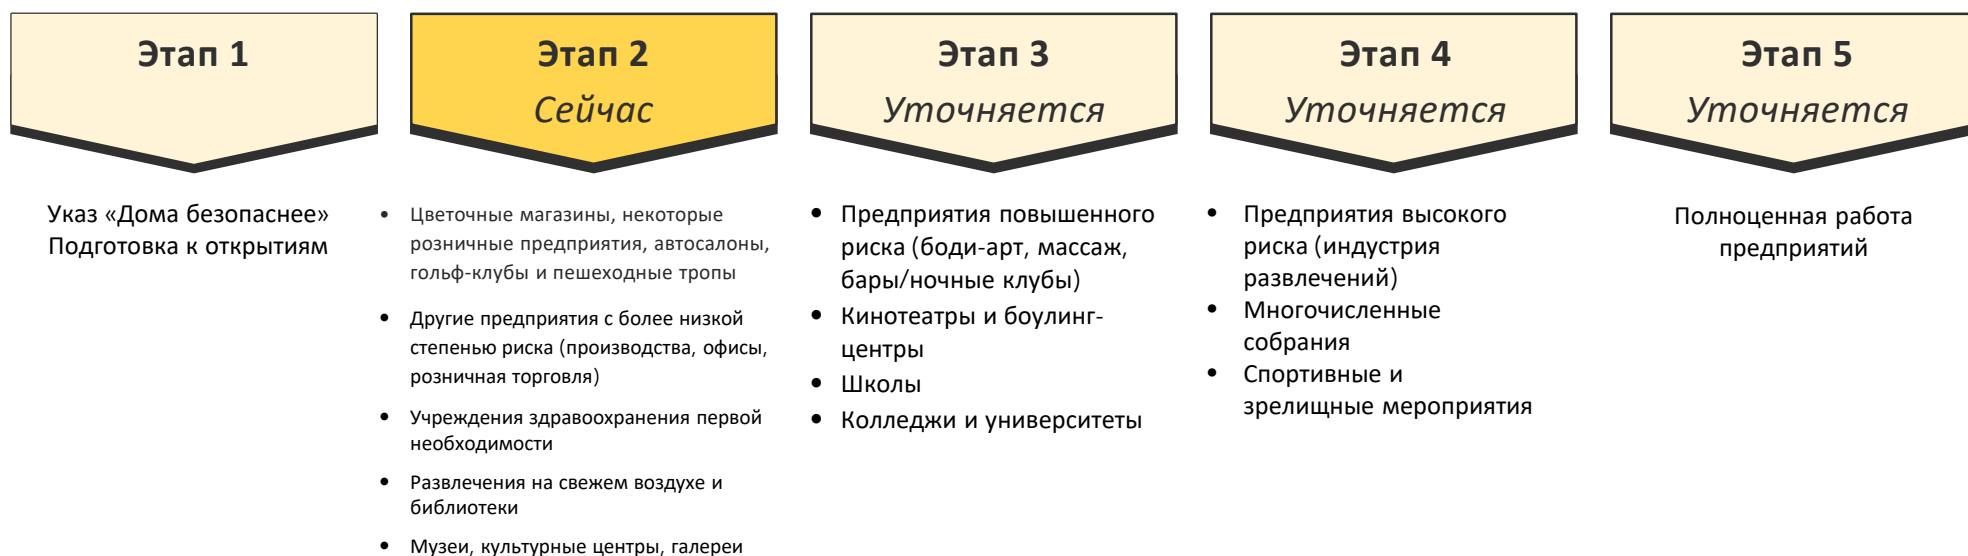 Этап 1
Указ «Дома безопаснее»
Подготовка к открытиям
Этап 2
Сейчас
• Цветочные магазины, некоторые
розничные предприятия, автосалоны,
гольф-клубы и пешеходные тропы
• Другие предприятия с более низкой
степенью риска (производства, офисы,
розничная торговля)
• Учреждения здравоохранения первой
необходимости
• Развлечения на свежем воздухе и
библиотеки
• Музеи, культурные центры, галереи
Этап 3
Уточняется
• Предприятия повышенного
риска (боди-арт, массаж,
бары/ночные клубы)
• Кинотеатры и боулинг-
центры
• Школы
• Колледжи и университеты
Этап 4
Уточняется
• Предприятия высокого
риска (индустрия
развлечений)
• Многочисленные
собрания
• Спортивные и
зрелищные мероприятия
Этап 5
Уточняется
Полноценная работа
предприятий